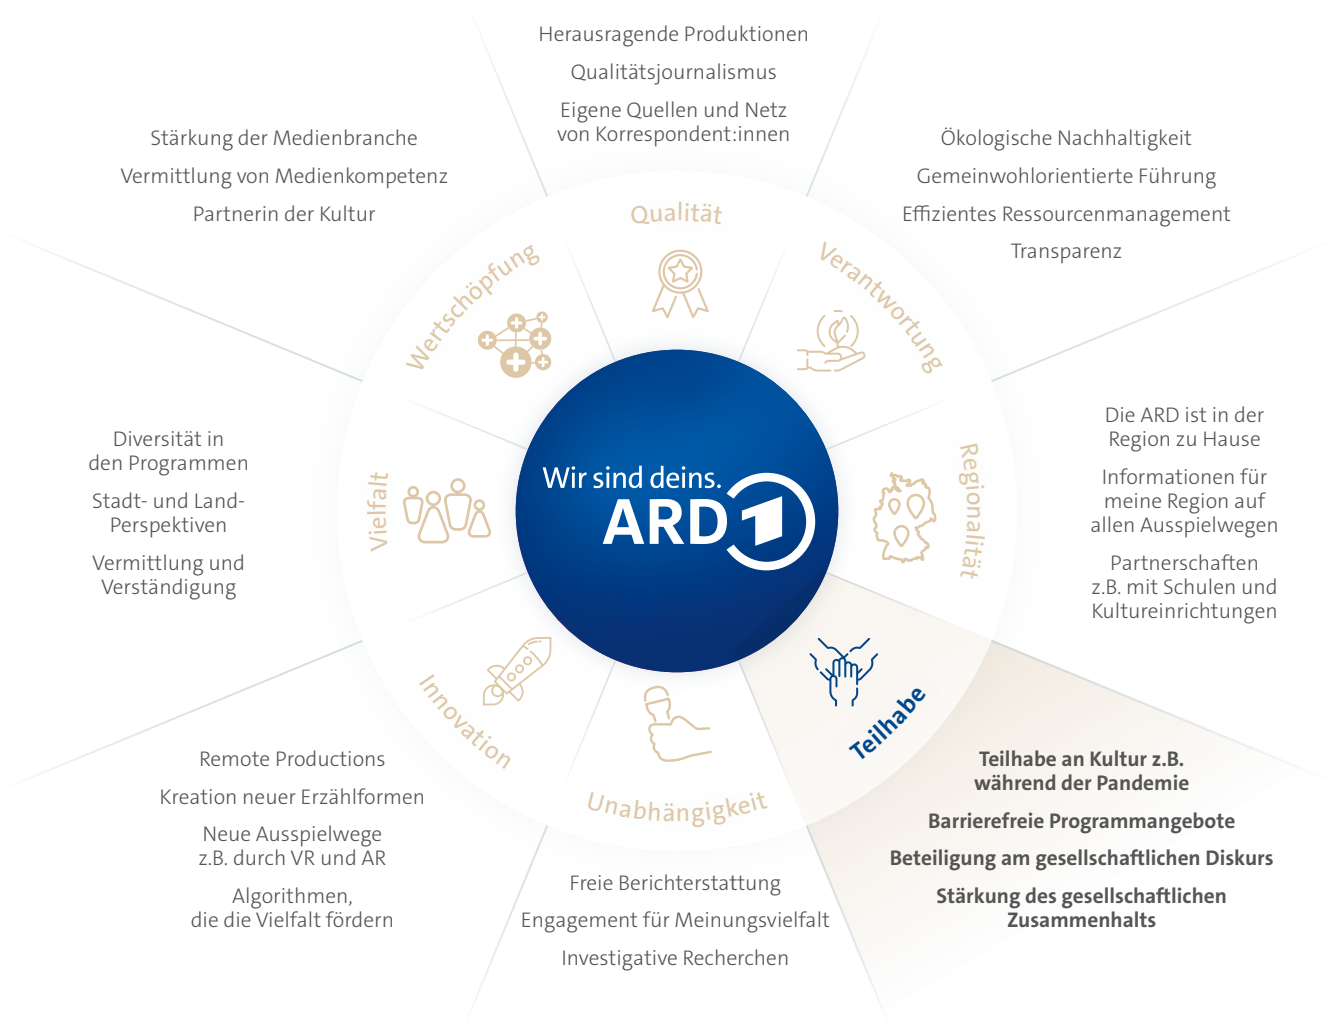 Herausragende Produktionen
Qualitätsjournalismus
Eigene Quellen und Netz
von Korrespondent:innen
Qualität
Ökologische Nachhaltigkeit
Gemeinwohlorientierte Führung
Effizientes Ressourcenmanagement
Transparenz
Verantwortung
Die ARD ist in der
Region zu Hause
Informationen für
meine Region auf
allen Ausspielwegen
Partnerschaften
z.B. mit Schulen und
Kultureinrichtungen
Regionalität
Teilhabe
Teilhabe an Kultur z.B.
während der Pandemie
Barrierefreie Programmangebote
Beteiligung am gesellschaftlichen Diskurs
Stärkung des gesellschaftlichen
Zusammenhalts
Unabhängigkeit
Freie Berichterstattung
Engagement für Meinungsvielfalt
Investigative Recherchen
Innovation
Remote Productions
Kreation neuer Erzählformen
Neue Ausspielwege
z.B. durch VR und AR
Algorithmen,
die die Vielfalt fördern
Vielfalt
Diversität in
den Programmen
Stadt- und Land-
Perspektiven
Vermittlung und
Verständigung
Wertschöpfung
Stärkung der Medienbranche
Vermittlung von Medienkompetenz
Partnerin der Kultur
Wir sind deins.
ARD 1